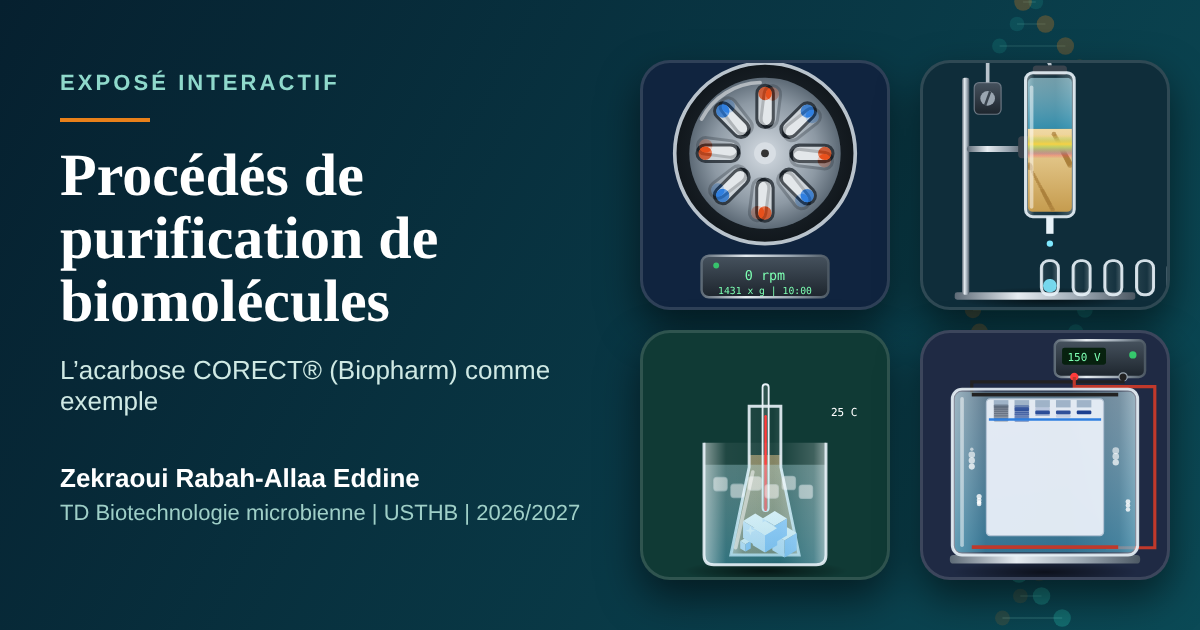 EXPOSÉ INTERACTIF
Procédés de
purification de
biomolécules
L’acarbose CORECT® (Biopharm) comme
exemple
Zekraoui Rabah-Allaa Eddine
TD Biotechnologie microbienne | USTHB | 2026/2027
0 rpm
1431 x g | 10:00
25 C
150 V